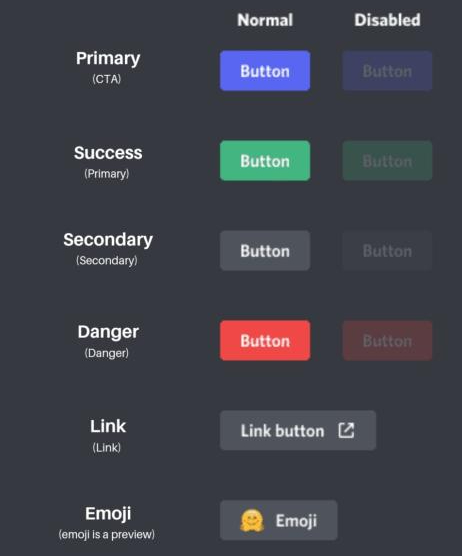 Normal Disabled
Primary
(CTA)
Button Button
Success
(Primary)
Button Button
Secondary
(Secondary)
Button Button
Danger
(Danger)
Button Button
Link
(Link)
Link button
Emoji
(emoji is a preview)
Emoji